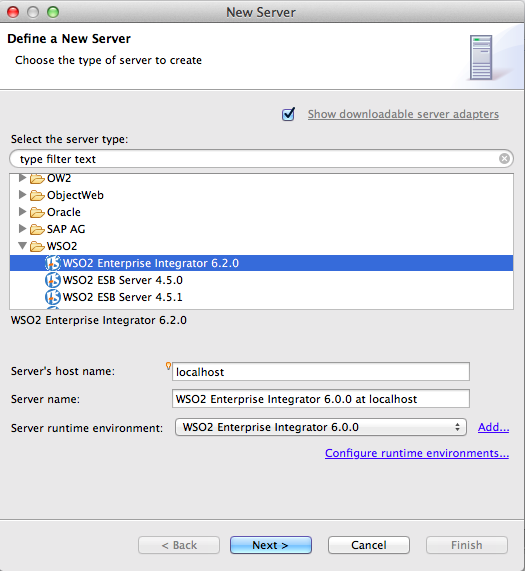 New Server
Define a New Server
Choose the type of server to create
Show downloadable server adapters
Select the server type:
type filter text
OW2
ObjectWeb
Oracle
SAP AG
WSO2
WSO2 Enterprise Integrator 6.2.0
WSO2 ESB Server 4.5.0
WSO2 ESB Server 4.5.1
WSO2 Enterprise Integrator 6.2.0
Server's host name: localhost
Server name: WSO2 Enterprise Integrator 6.0.0 at localhost
Server runtime environment: WSO2 Enterprise Integrator 6.0.0 Add...
Configure runtime environments...
< Back Next > Cancel Finish